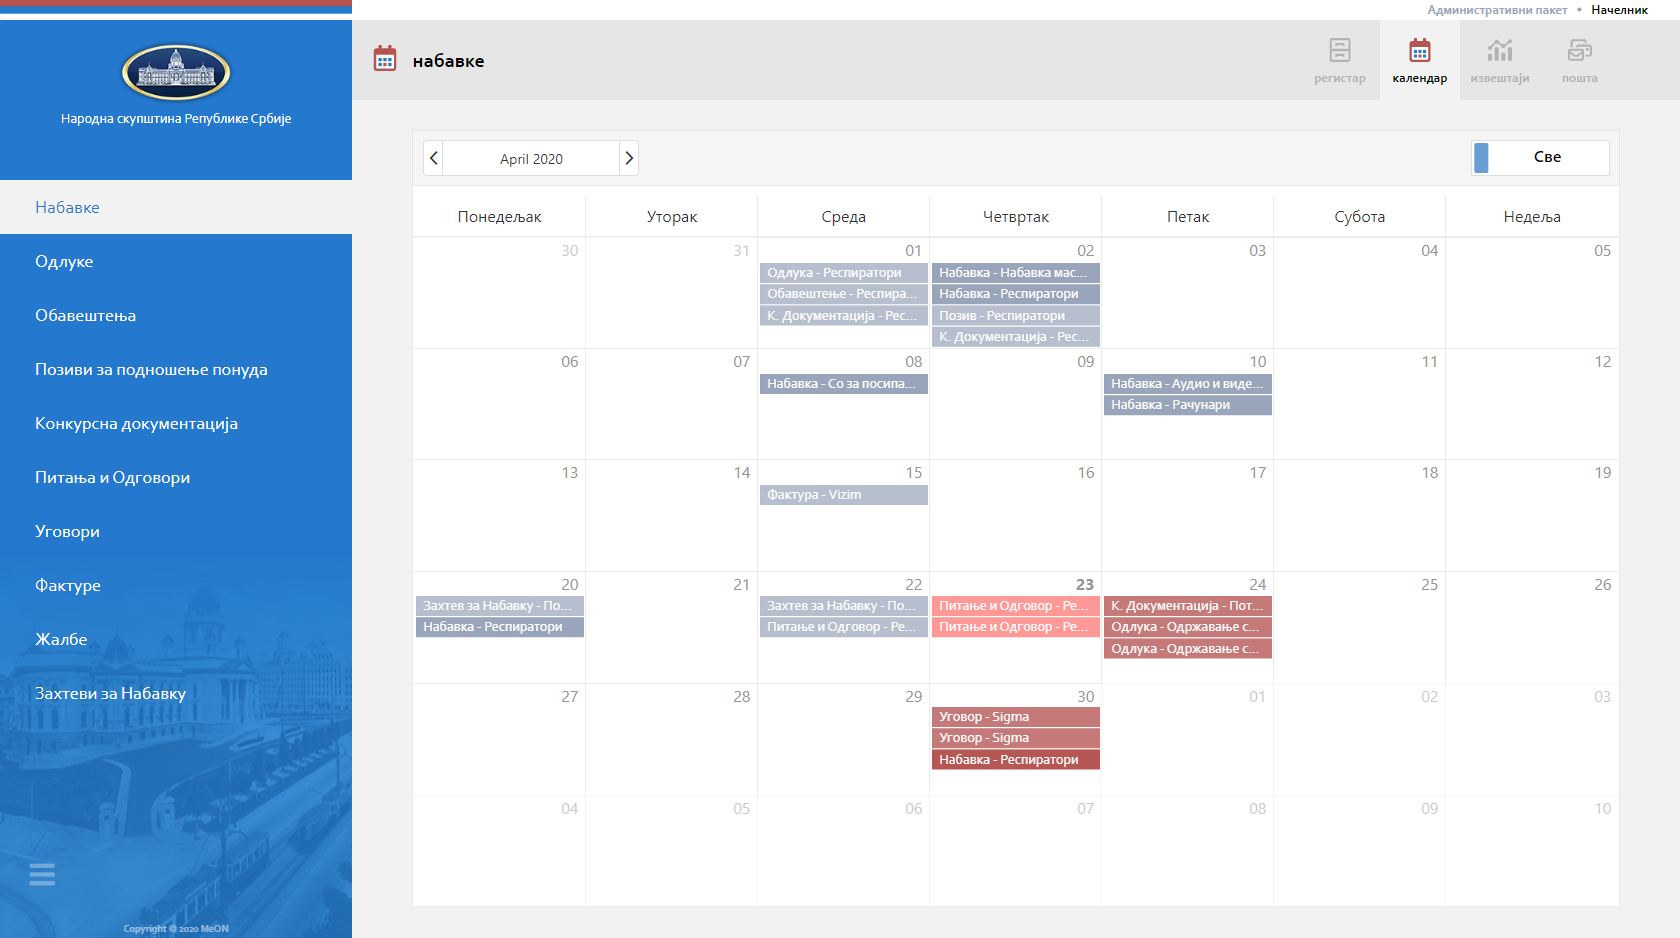 Административни пакет • Начелник
Народна скупштина Републике Србије
набавке
регистар
календар
извештаји
пошта
Набавке
Одлуке
Обавештења
Позиви за подношење понуда
Конкурсна документација
Питања и Одговори
Уговори
Фактуре
Жалбе
Захтеви за Набавку
Copyright © 2020 MeON
April 2020
Све
Понедељак Уторак Среда Четвртак Петак Субота Недеља
30 31 01 02 03 04 05
Одлука - Респиратори
Обавештење - Респира...
К. Документација - Рес...
Набавка - Набавка мас...
Набавка - Респиратори
Позив - Респиратори
К. Документација - Рес...
06 07 08 09 10 11 12
Набавка - Со за посипа...
Набавка - Аудио и виде...
Набавка - Рачунари
13 14 15 16 17 18 19
Фактура - Vizim
20 21 22 23 24 25 26
Захтев за Набавку - По...
Набавка - Респиратори
Захтев за Набавку - По...
Питање и Одговор - Ре...
Питање и Одговор - Ре...
Питање и Одговор - Ре...
К. Документација - Пот...
Одлука - Одржавање с...
Одлука - Одржавање с...
27 28 29 30 01 02 03
Уговор - Sigma
Уговор - Sigma
Набавка - Респиратори
04 05 06 07 08 09 10